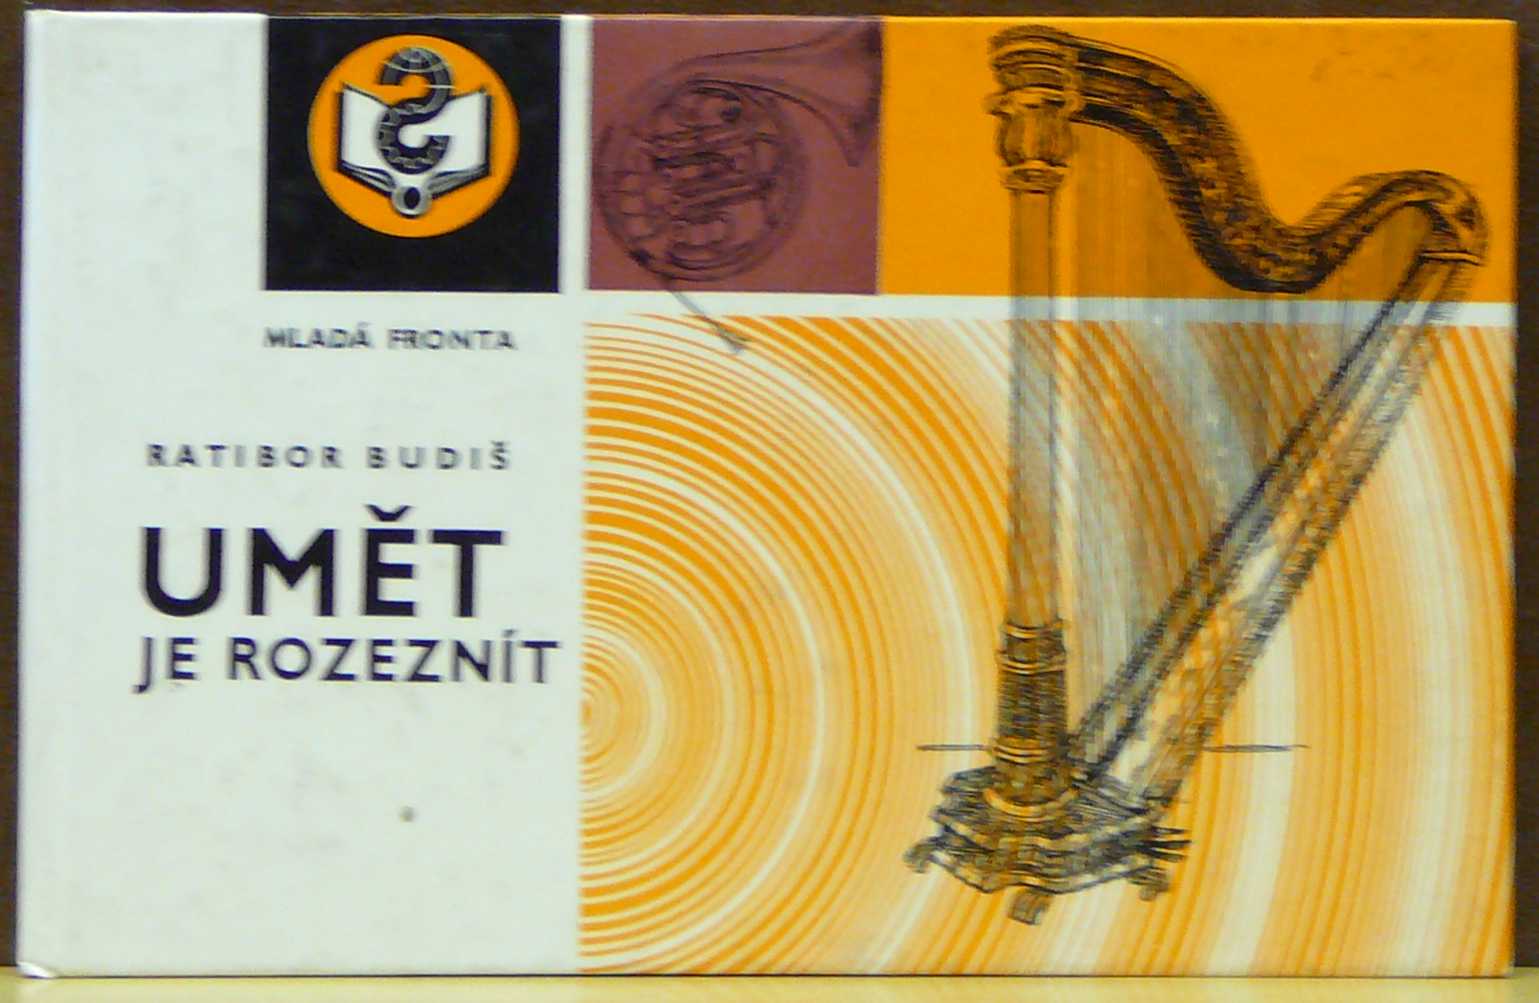 MLADÁ FRONTA
RATIBOR BUDIŠ
UMĚT
JE ROZEZNÍT